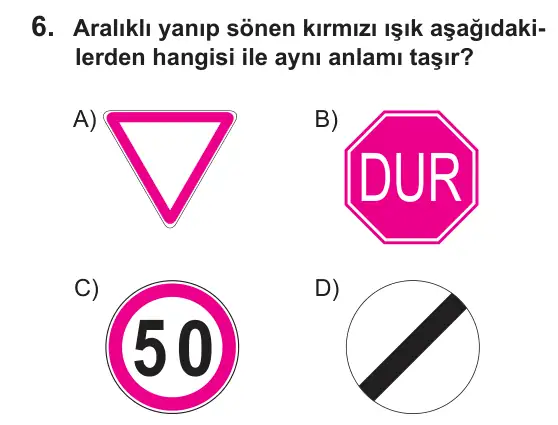 6. Aralıklı yanıp sönen kırmızı ışık aşağıdaki-
lerden hangisi ile aynı anlamı taşır?
A)
B)
DUR
C)
50
D)